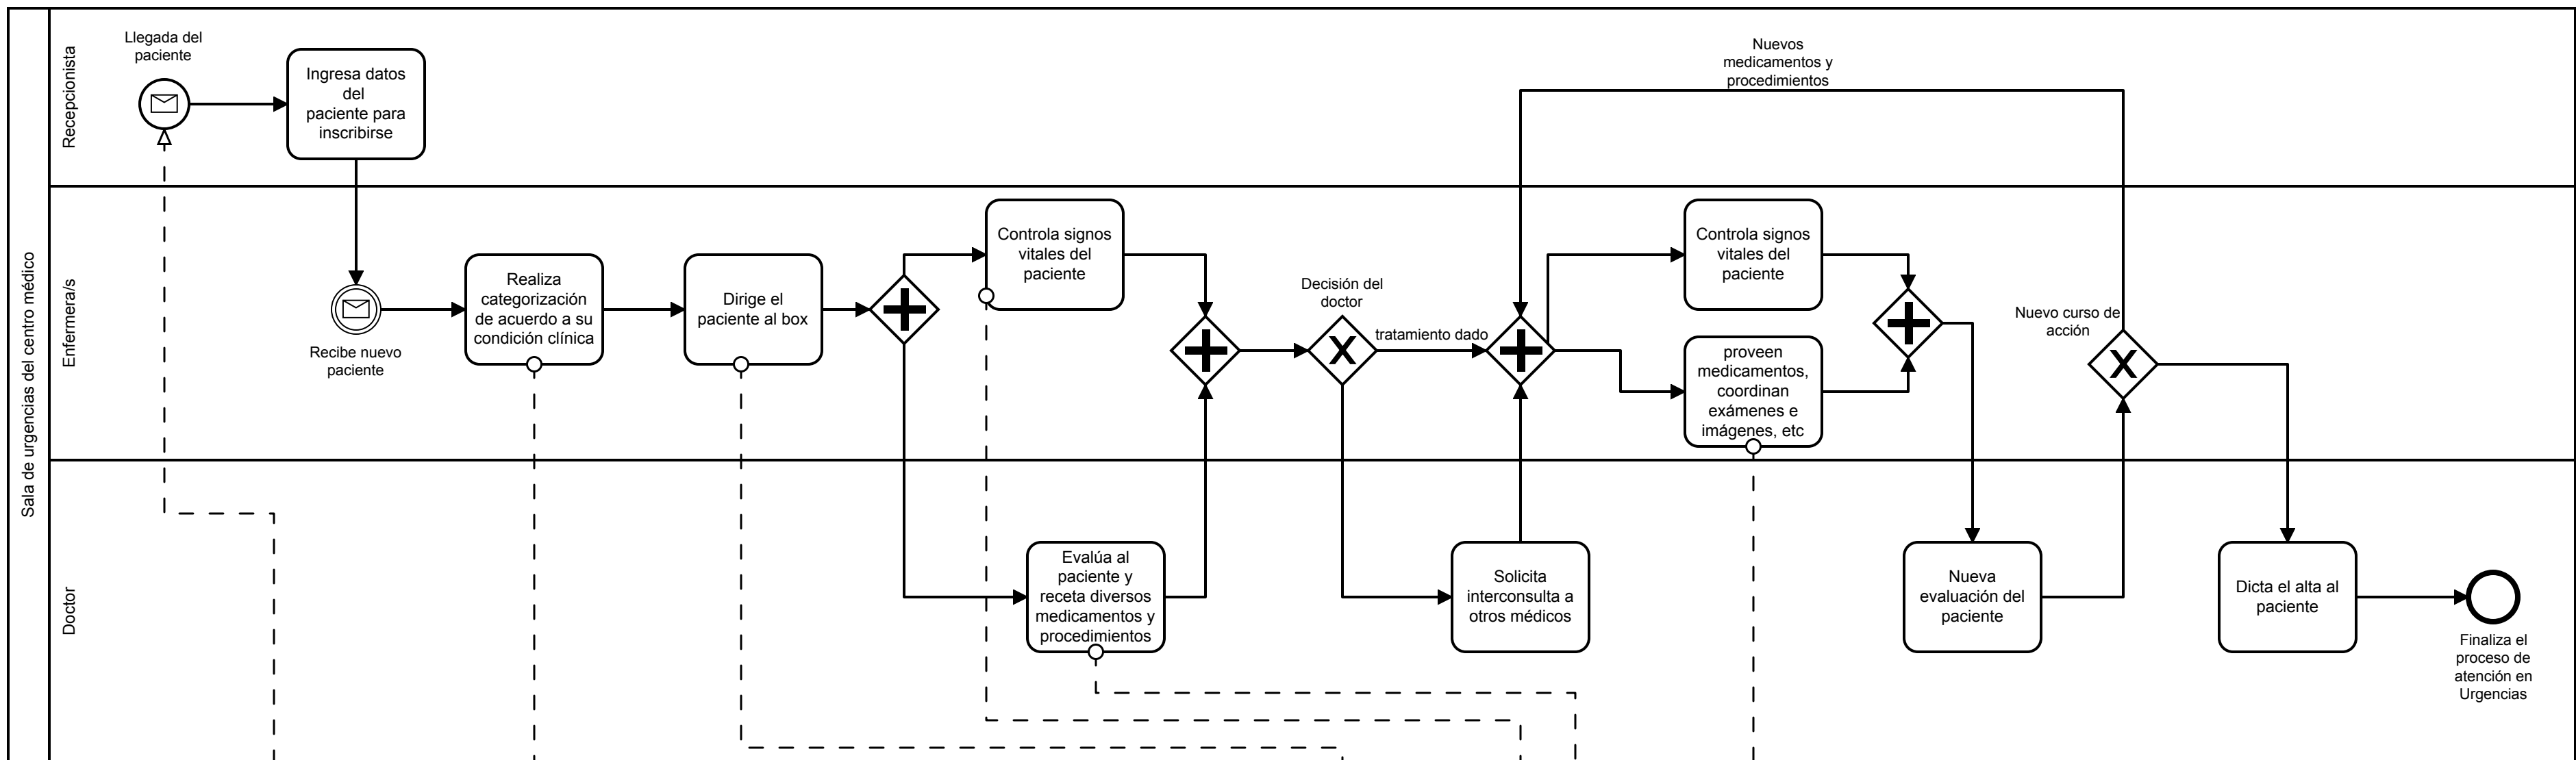 Sala de urgencias del centro médico
Recepcionista
Llegada del
paciente
Ingresa datos
del
paciente para
inscribirse
Nuevos
medicamentos y
procedimientos
Enfermera/s
Recibe nuevo
paciente
Realiza
categorización
de acuerdo a su
condición clínica
Dirige el
paciente al box
Controla signos
vitales del
paciente
Decisión del
doctor
tratamiento dado
Controla signos
vitales del
paciente
proveen
medicamentos,
coordinan
exámenes e
imágenes, etc
Nuevo curso de
acción
Doctor
Evalúa al
paciente y
receta diversos
medicamentos y
procedimientos
Solicita
interconsulta a
otros médicos
Nueva
evaluación del
paciente
Dicta el alta al
paciente
Finaliza el
proceso de
atención en
Urgencias